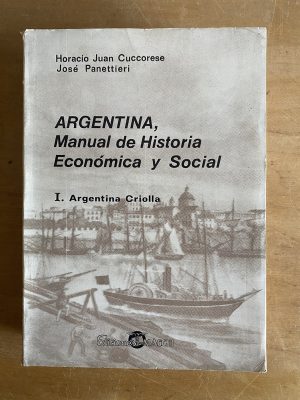 Horacio Juan Cuccorese
José Panettieri
ARGENTINA,
Manual de Historia
Económica y Social
I. Argentina Criolla